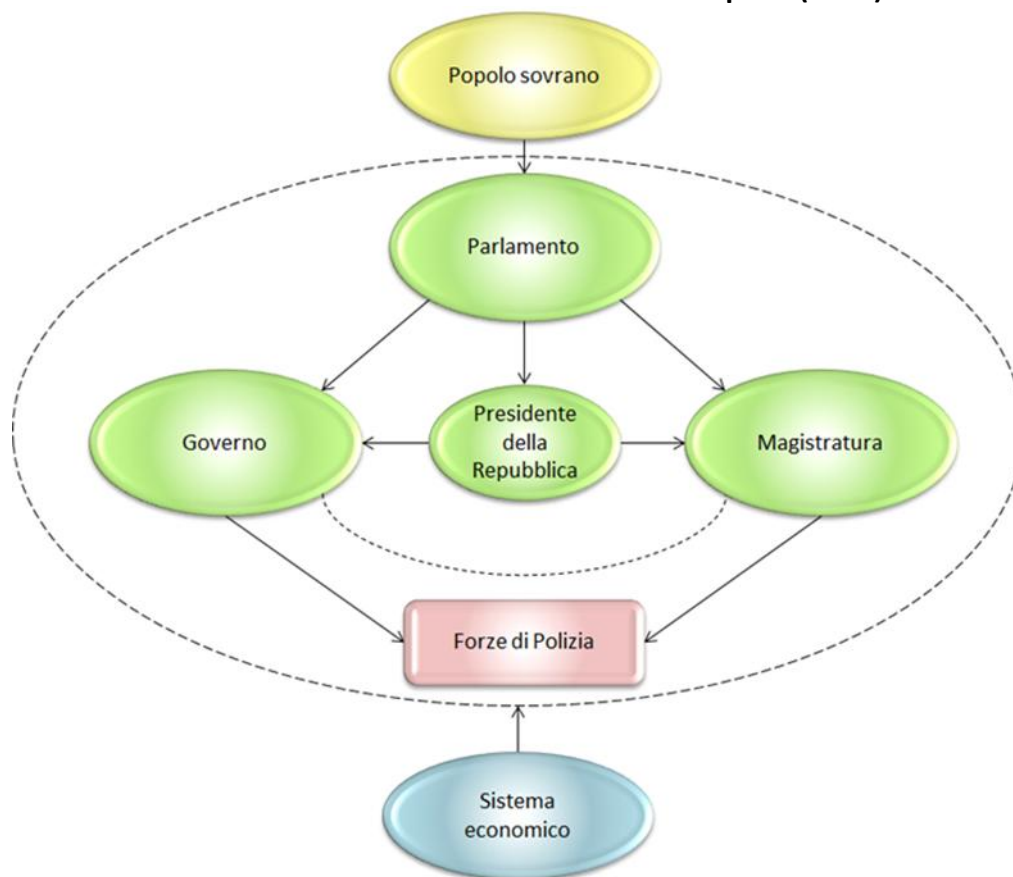 Popolo sovrano
Parlamento
Governo
Presidente
della
Repubblica
Magistratura
Forze di Polizia
Sistema
economico